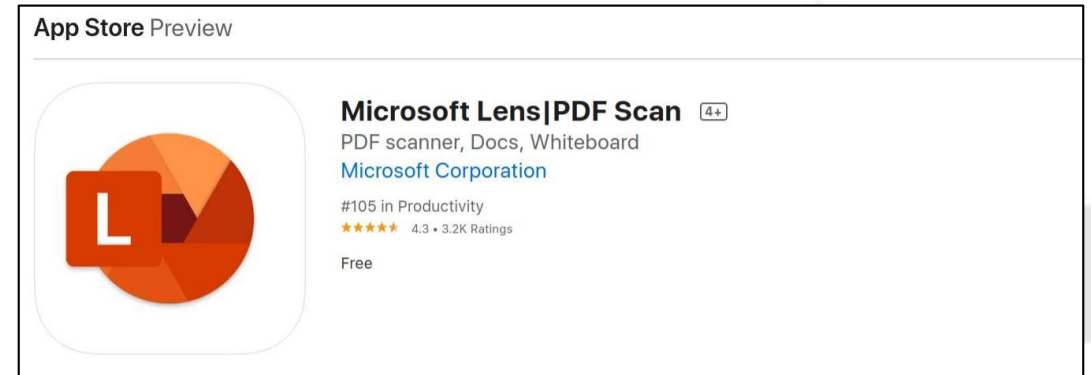 App Store Preview
Microsoft Lens|PDF Scan 4+
PDF scanner, Docs, Whiteboard
Microsoft Corporation
#105 in Productivity
4.3 • 3.2K Ratings
Free
L